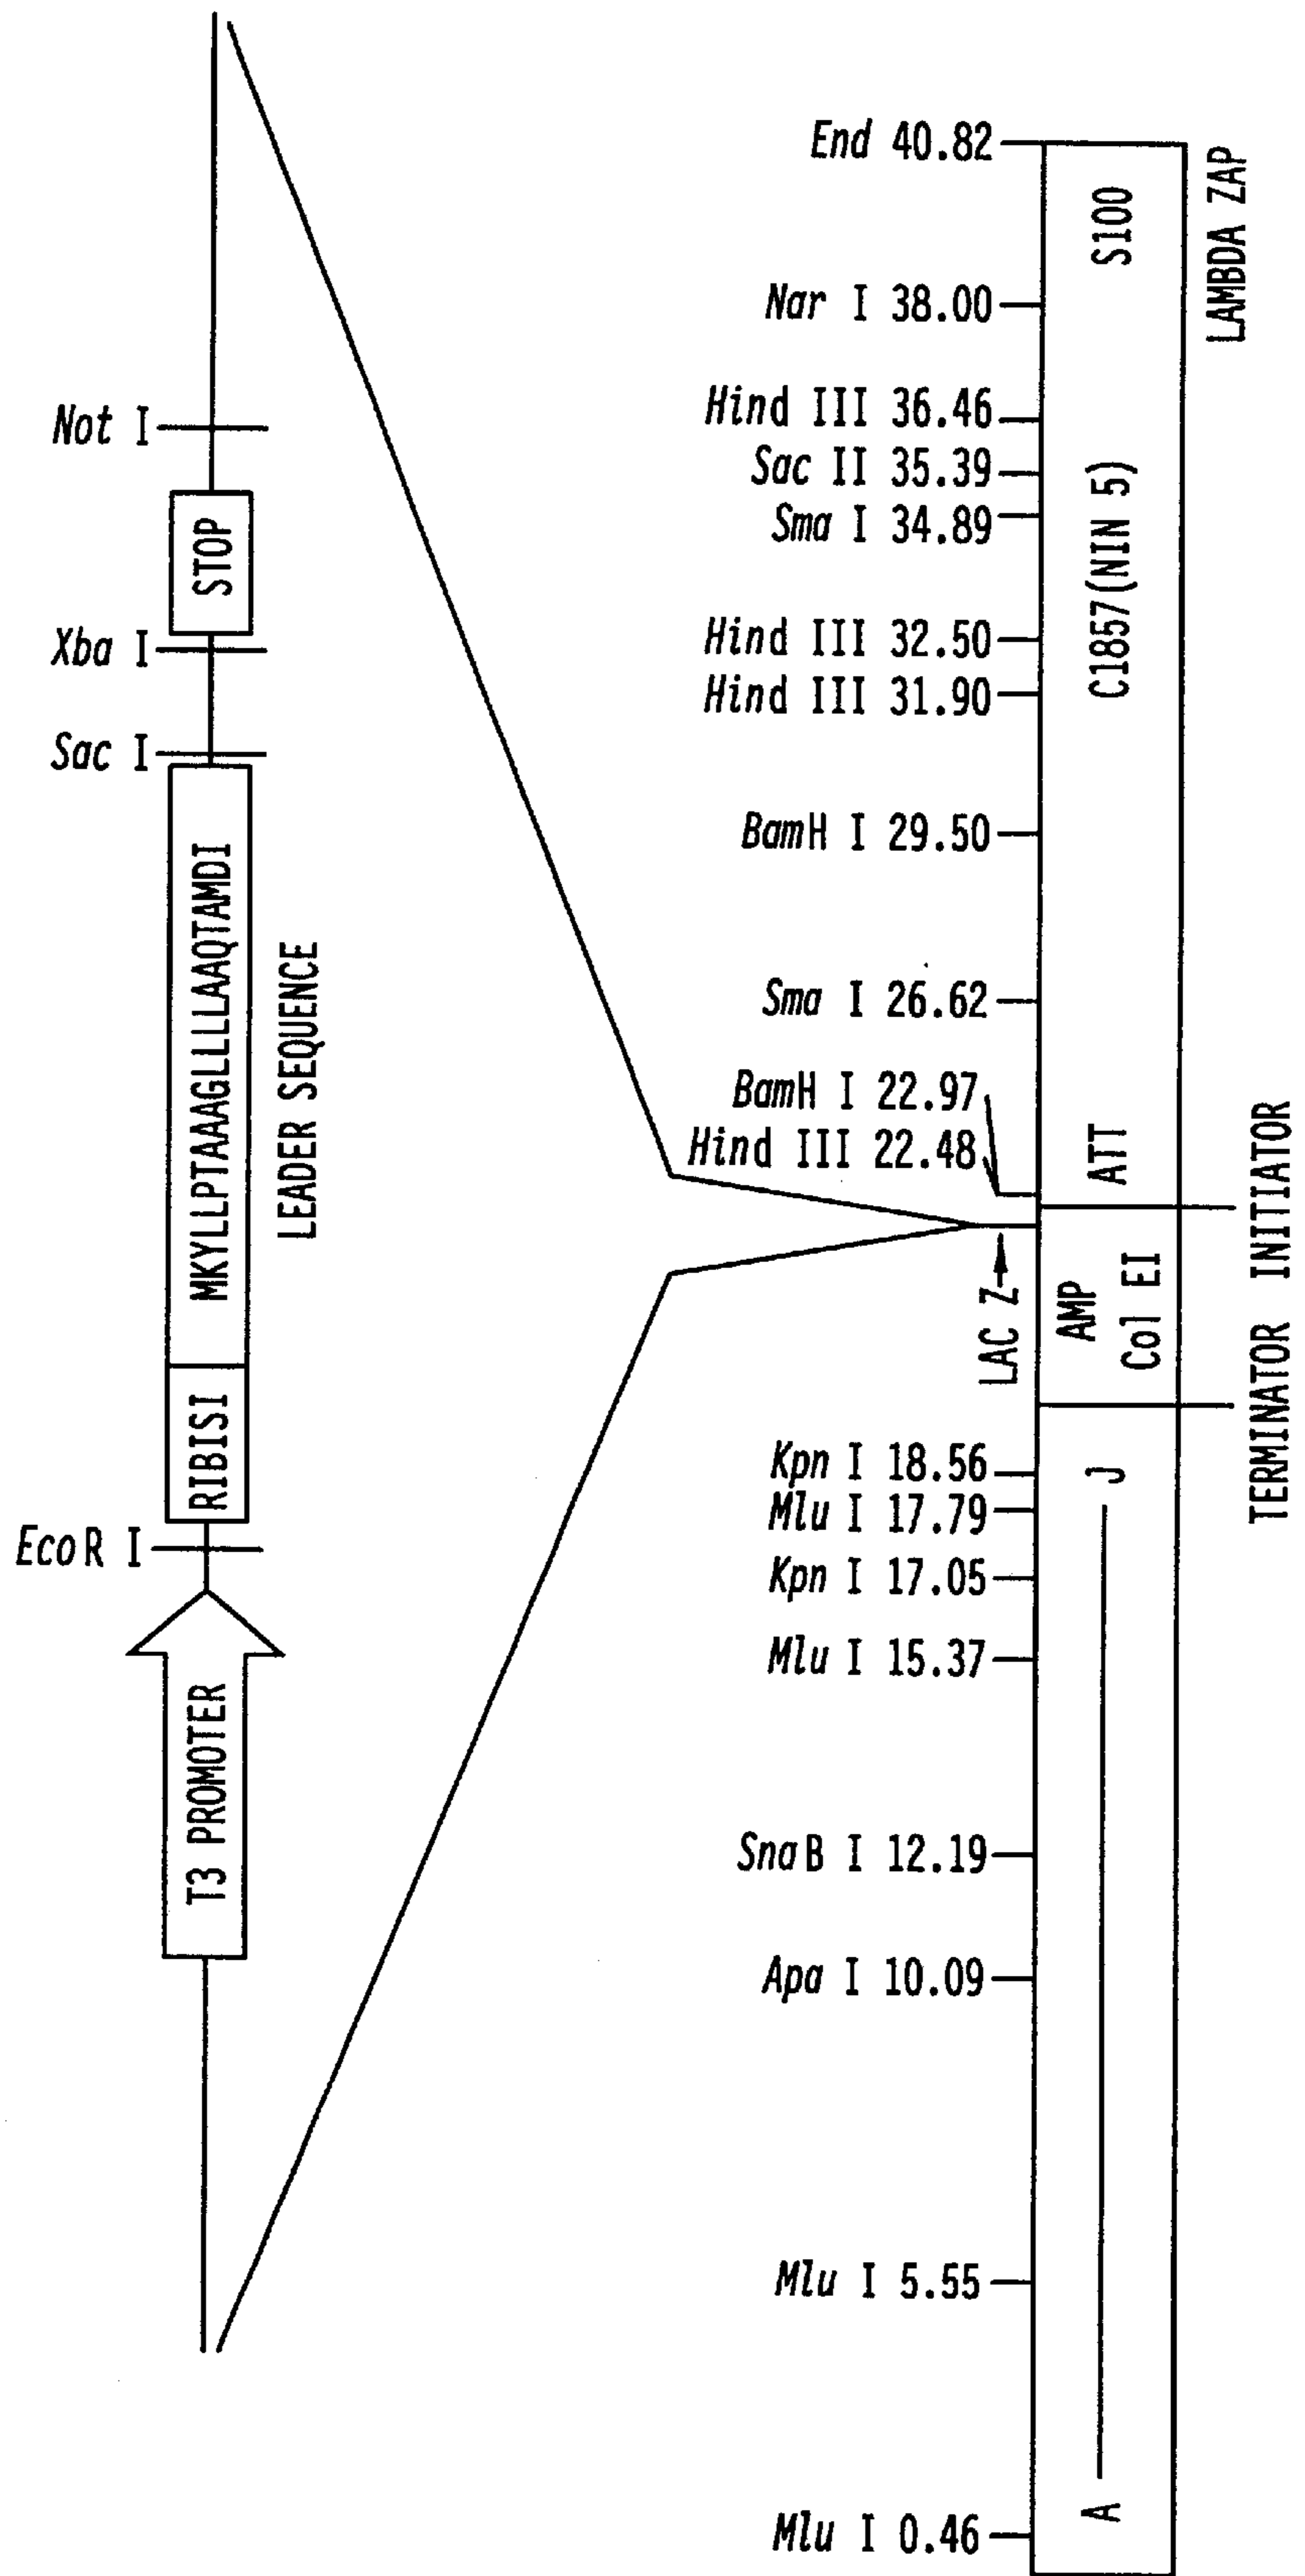 T3 PROMOTER
EcoR I
RIBISI
MKYLLPTAAAGLLLLAAQTAMDI
LEADER SEQUENCE
Sac I
Xba I
STOP
Not I
Mlu I 0.46
Mlu I 5.55
Apa I 10.09
SnaB I 12.19
Mlu I 15.37
Kpn I 17.05
Mlu I 17.79
Kpn I 18.56
LAC Z
Hind III 22.48
BamH I 22.97
Sma I 26.62
BamH I 29.50
Hind III 31.90
Hind III 32.50
Sma I 34.89
Sac II 35.39
Hind III 36.46
Nar I 38.00
End 40.82
A
J
AMP
Col EI
ATT
C1857(NIN 5)
S100
TERMINATOR
INITIATOR
LAMBDA ZAP